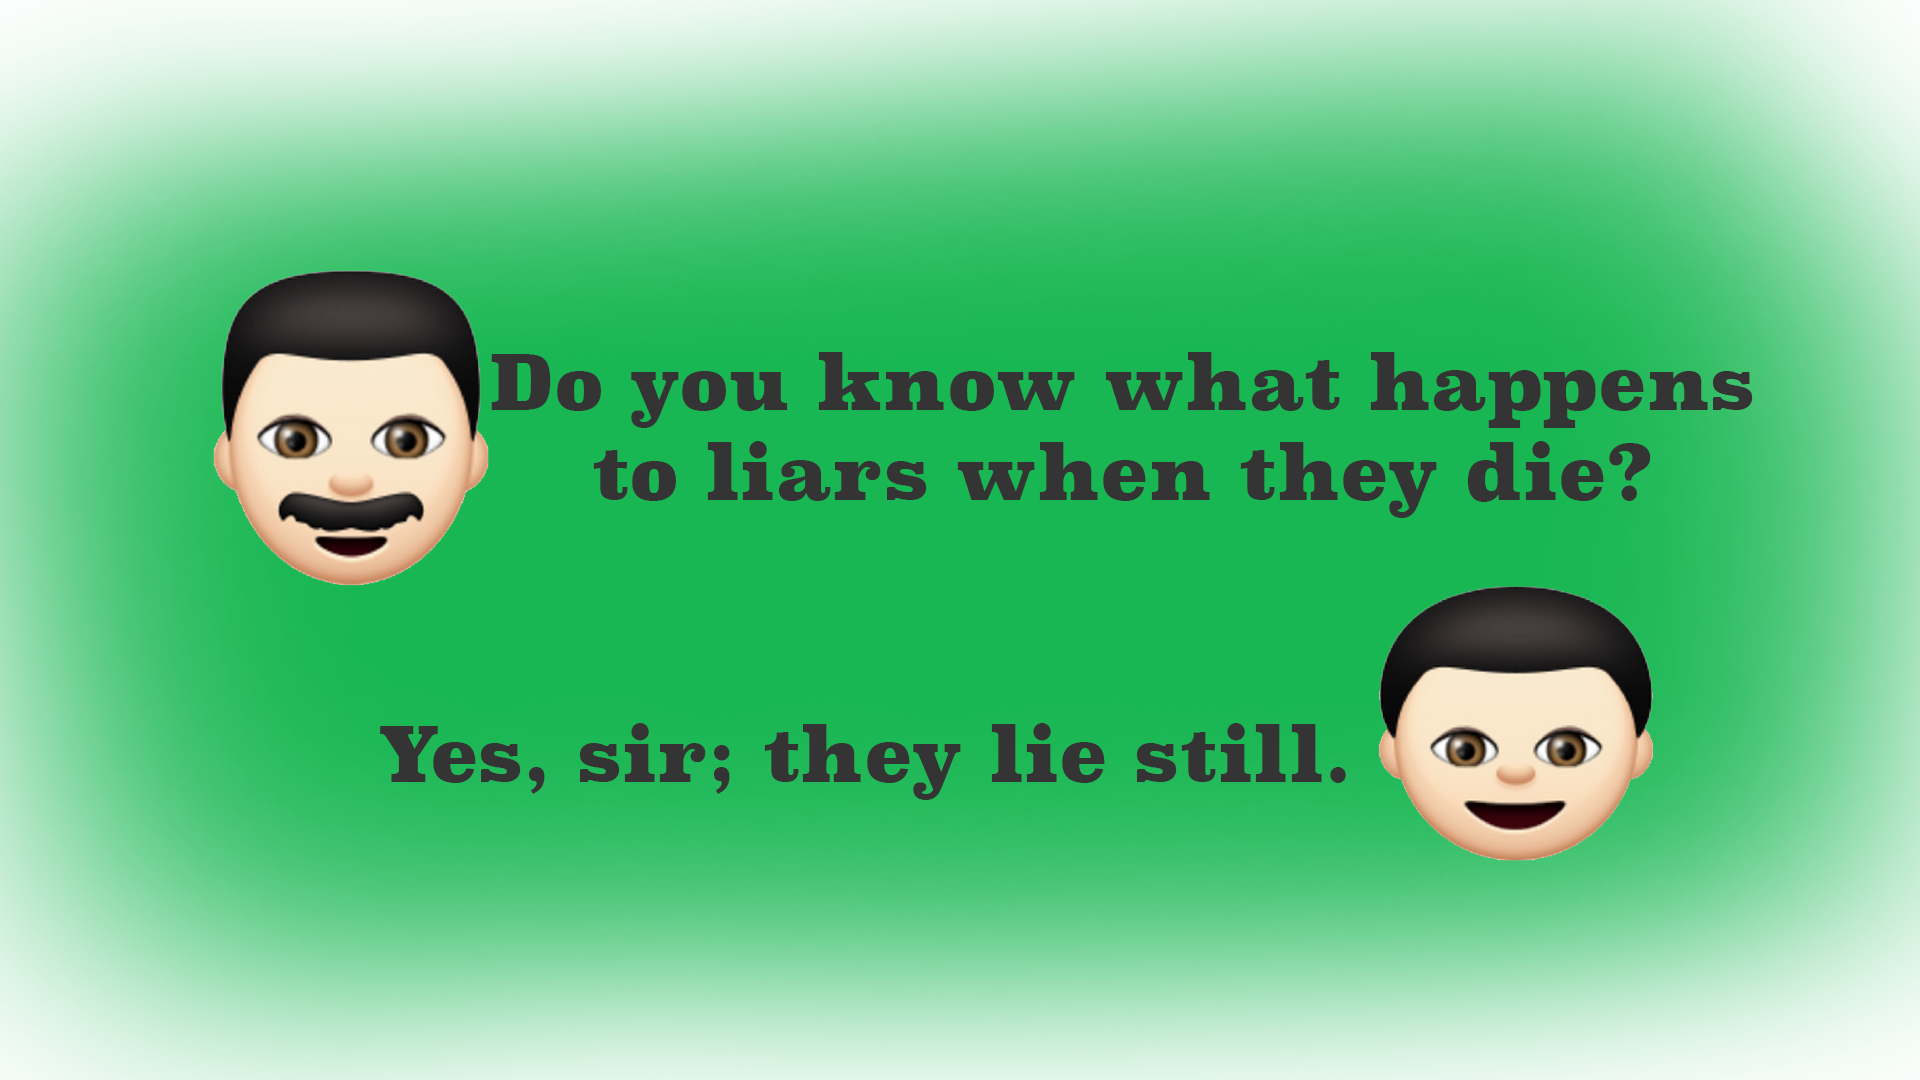 Do you know what happens
to liars when they die?
Yes, sir; they lie still.